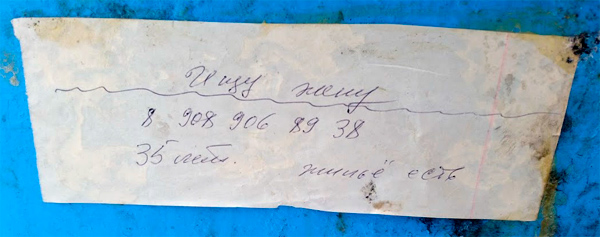 Ищу жену
8 908 906 89 38
35 лет. жильё есть